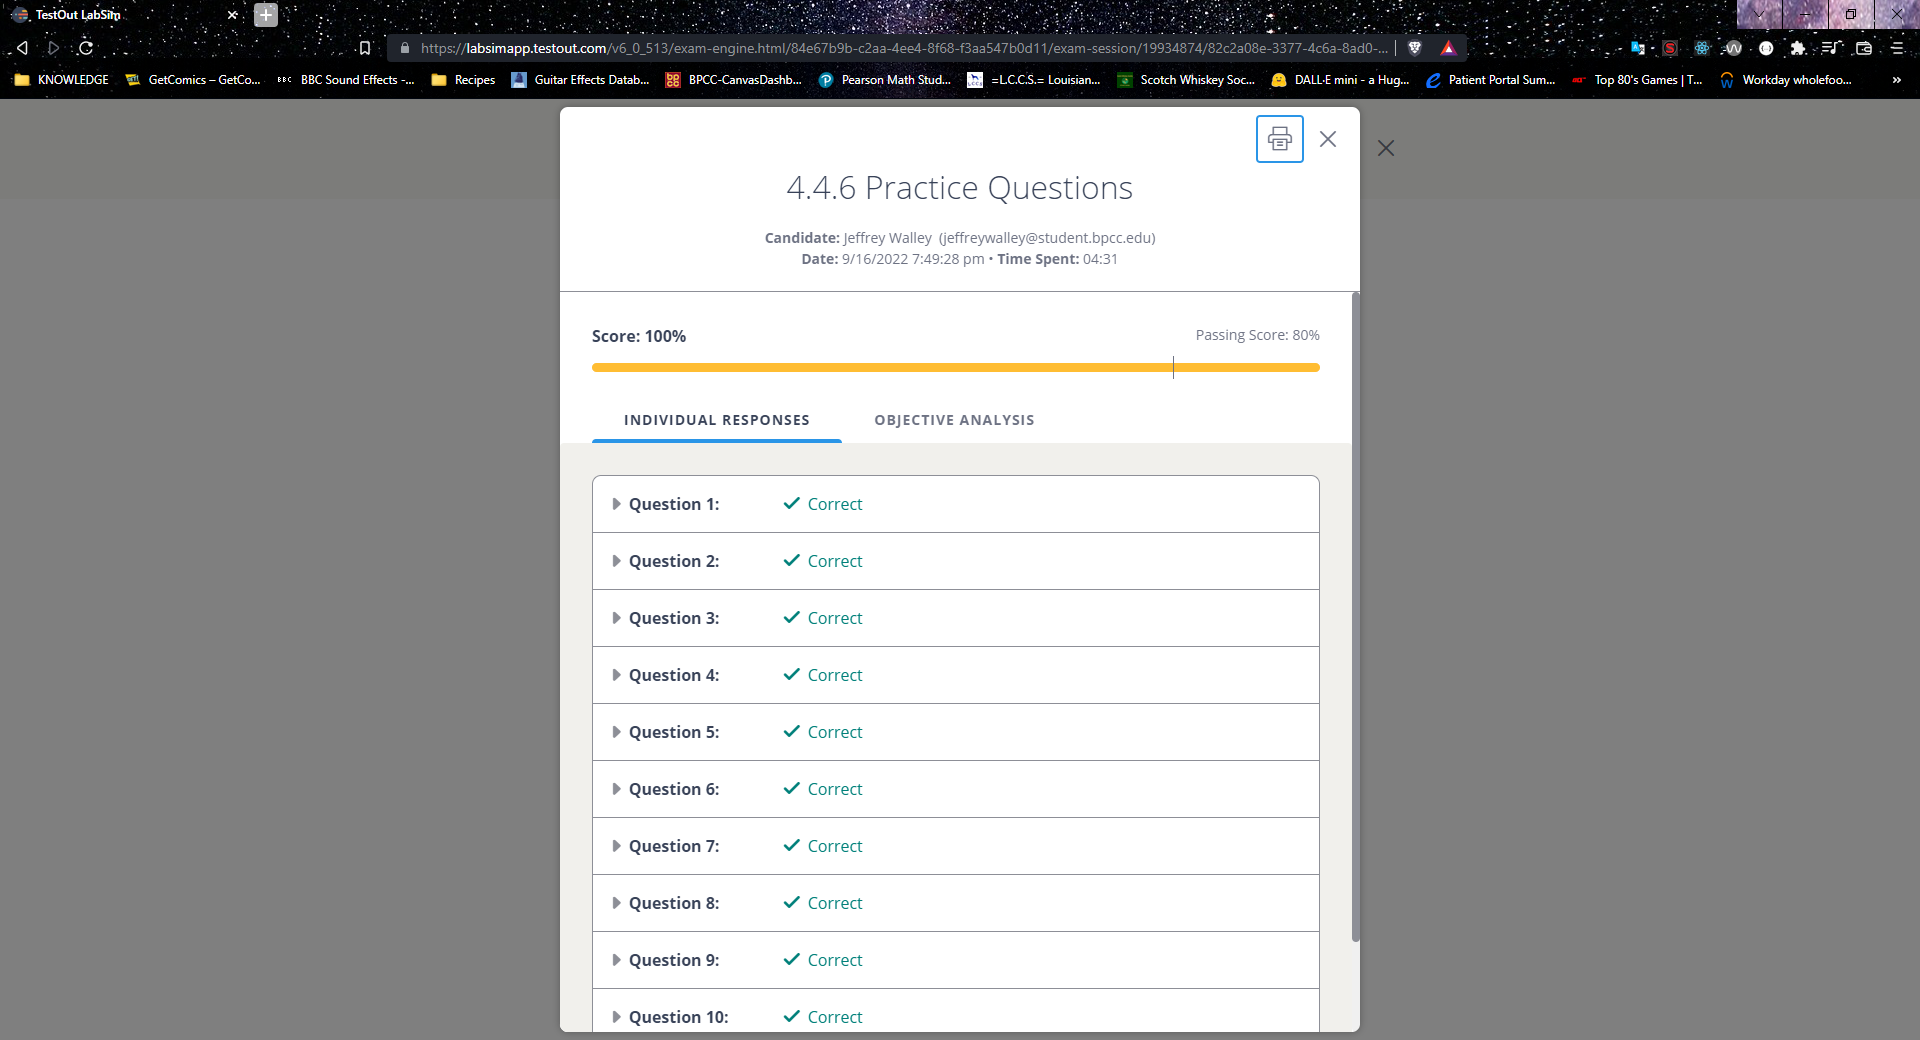 TestOut LabSim
https://labsimapp.testout.com/v6_0_513/exam-engine.html/84e67b9b-c2aa-4ee4-8f68-f3aa547b0d11/exam-session/19934874/82c2a08e-3377-4c6a-8ad0-...
KNOWLEDGE GetComics – GetCo... BBC BBC Sound Effects -... Recipes Guitar Effects Datab... BPCC-CanvasDashb... Pearson Math Stud... =L.C.C.S.= Louisian... Scotch Whiskey Soc... DALL·E mini - a Hug... Patient Portal Sum... Top 80's Games | T... Workday wholefoo... »
4.4.6 Practice Questions
Candidate: Jeffrey Walley (jeffreywalley@student.bpcc.edu)
Date: 9/16/2022 7:49:28 pm • Time Spent: 04:31
Score: 100% Passing Score: 80%
INDIVIDUAL RESPONSES OBJECTIVE ANALYSIS
Question 1: Correct
Question 2: Correct
Question 3: Correct
Question 4: Correct
Question 5: Correct
Question 6: Correct
Question 7: Correct
Question 8: Correct
Question 9: Correct
Question 10: Correct